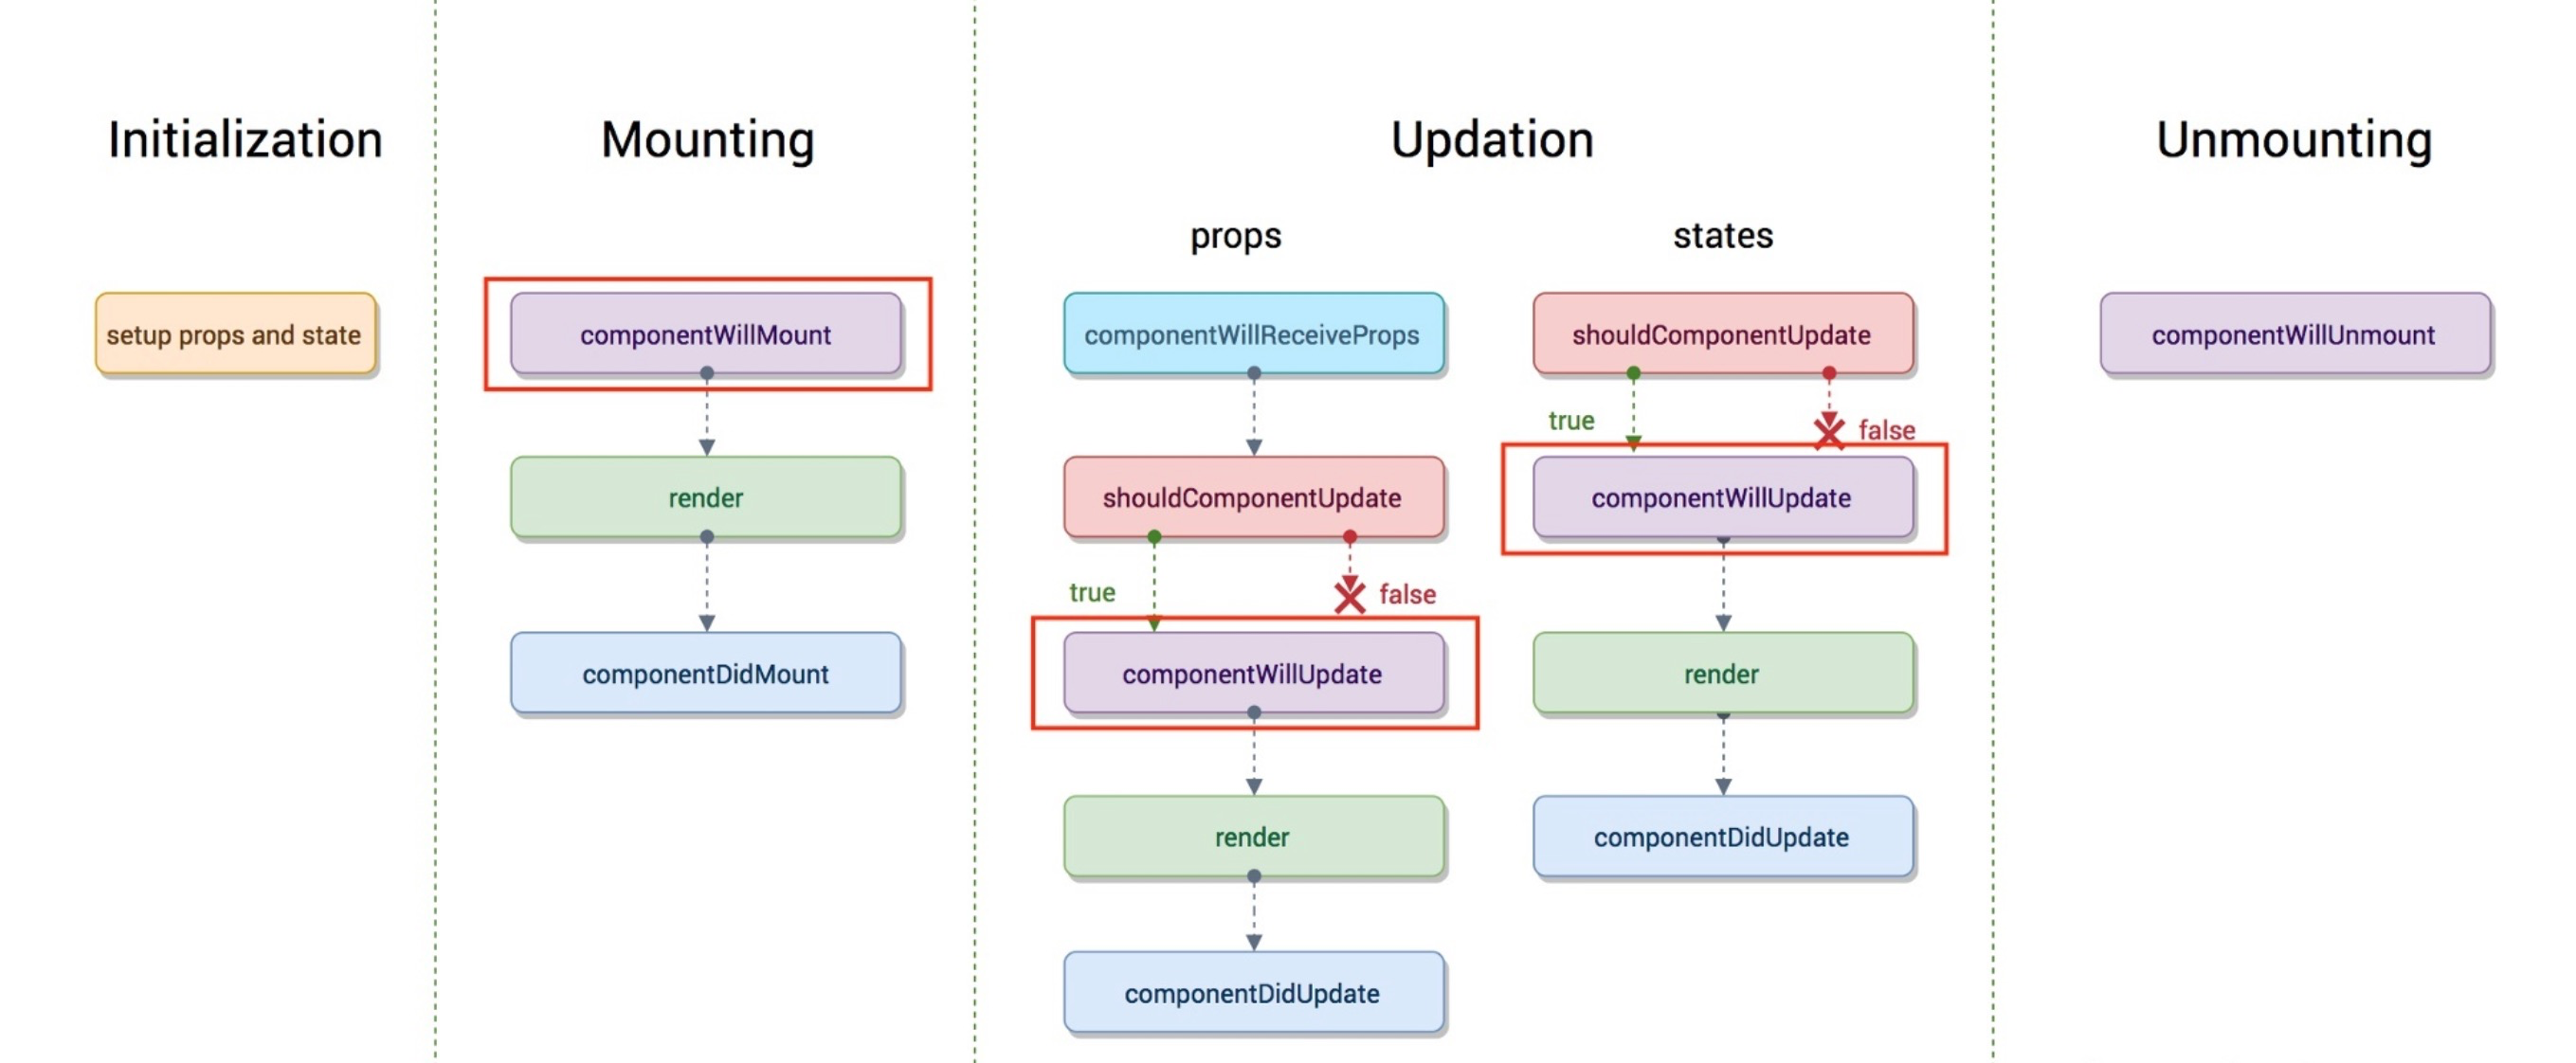 Initialization
setup props and state
Mounting
componentWillMount
render
componentDidMount
Updation
props
componentWillReceiveProps
shouldComponentUpdate
true
false
componentWillUpdate
render
componentDidUpdate
states
shouldComponentUpdate
true
false
componentWillUpdate
render
componentDidUpdate
Unmounting
componentWillUnmount